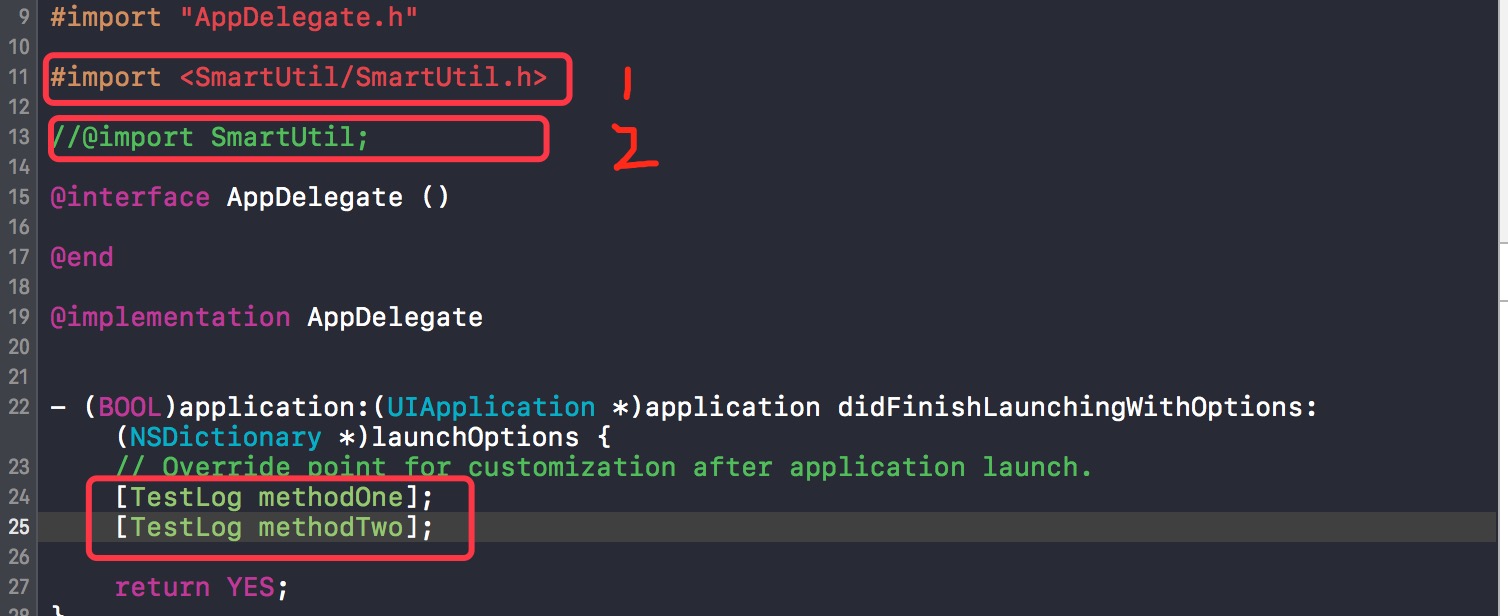 9 #import "AppDelegate.h"
10
11 #import <SmartUtil/SmartUtil.h> 1
12
13 //@import SmartUtil; 2
14
15 @interface AppDelegate ()
16
17 @end
18
19 @implementation AppDelegate
20
21
22 - (BOOL)application:(UIApplication *)application didFinishLaunchingWithOptions:
(NSDictionary *)launchOptions {
23 // Override point for customization after application launch.
24 [TestLog methodOne];
25 [TestLog methodTwo];
26
27 return YES;
28 }